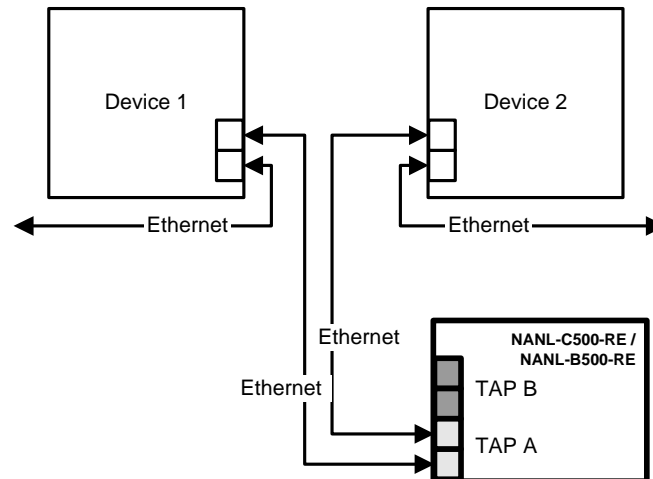 Device 1
Device 2
Ethernet
Ethernet
Ethernet
Ethernet
NANL-C500-RE /
NANL-B500-RE
TAP B
TAP A